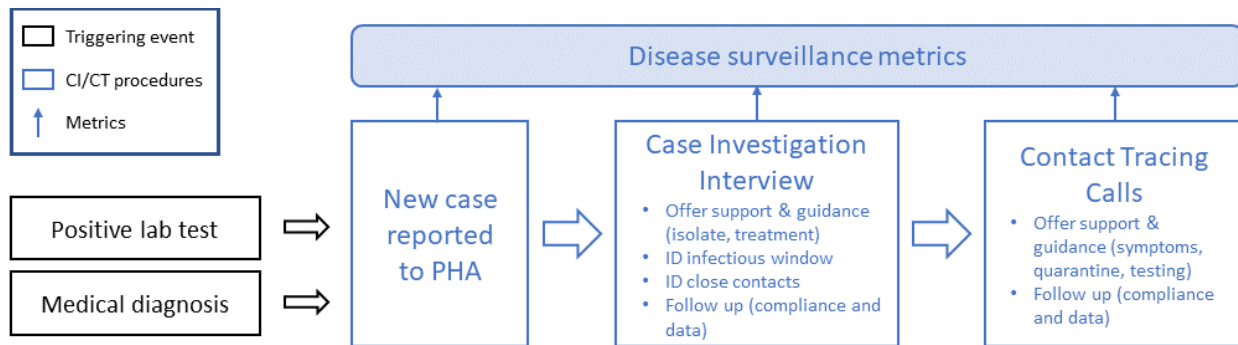 Triggering event
CI/CT procedures
Metrics
Disease surveillance metrics
Positive lab test
Medical diagnosis
New case
reported
to PHA
Case Investigation
Interview
• Offer support & guidance
(isolate, treatment)
• ID infectious window
• ID close contacts
• Follow up (compliance and
data)
Contact Tracing
Calls
• Offer support &
guidance (symptoms,
quarantine, testing)
• Follow up (compliance
and data)